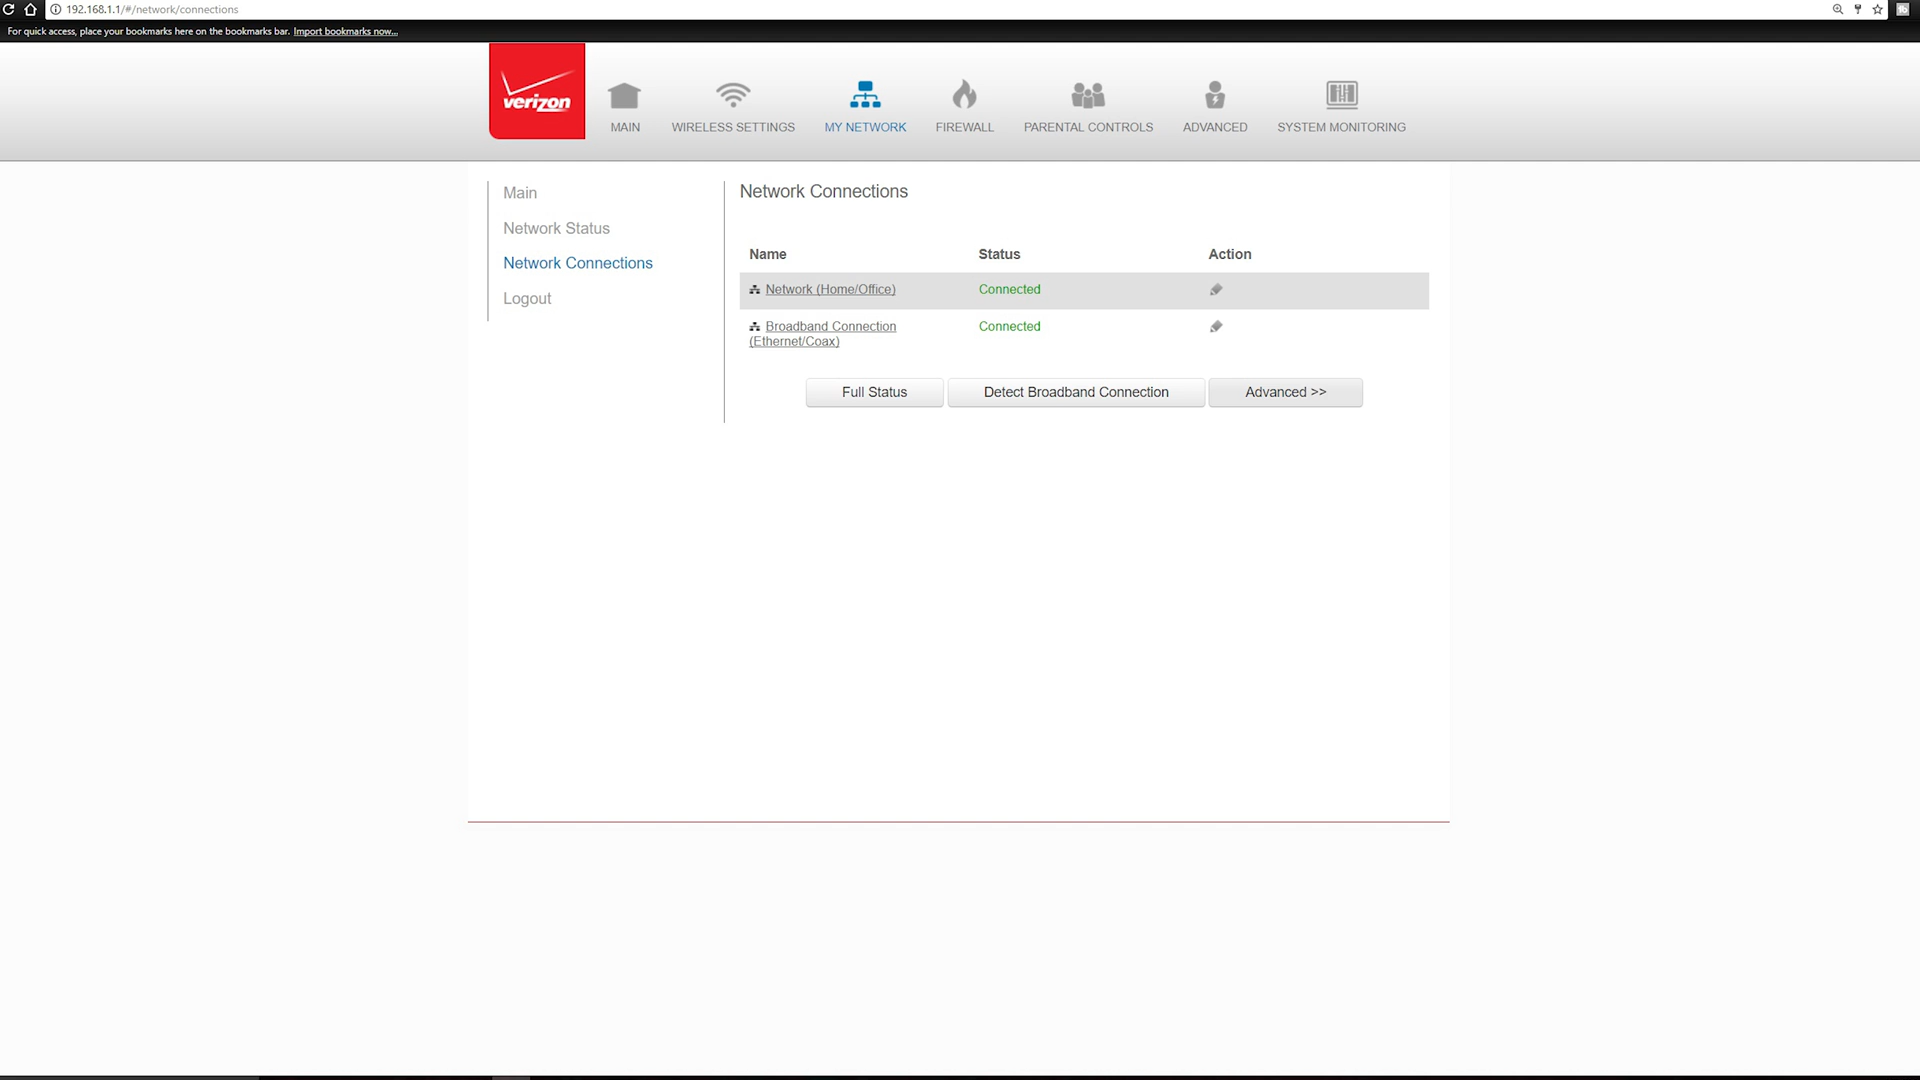 192.168.1.1/#/network/connections
For quick access, place your bookmarks here on the bookmarks bar. Import bookmarks now...
verizon
MAIN WIRELESS SETTINGS MY NETWORK FIREWALL PARENTAL CONTROLS ADVANCED SYSTEM MONITORING
Main
Network Status
Network Connections
Logout
Network Connections
Name Status Action
Network (Home/Office) Connected
Broadband Connection Connected
(Ethernet/Coax)
Full Status Detect Broadband Connection Advanced >>